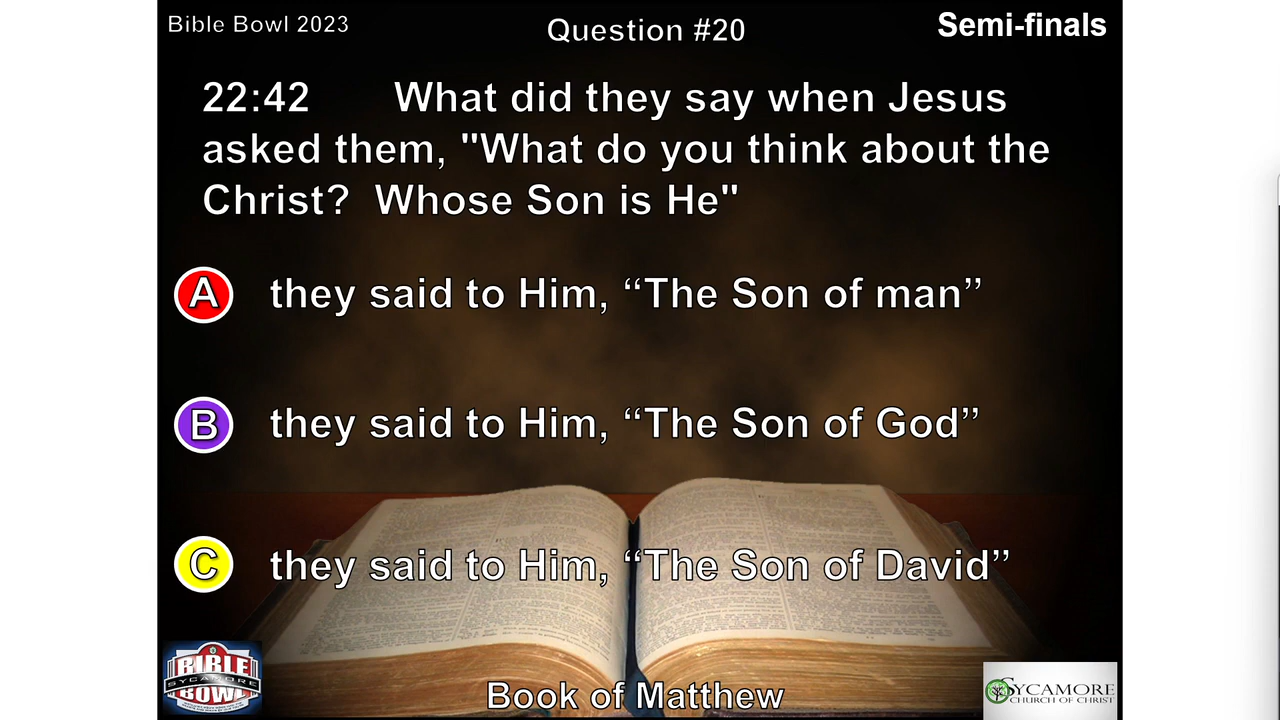 Bible Bowl 2023
Question #20
Semi-finals
22:42 What did they say when Jesus
asked them, "What do you think about the
Christ? Whose Son is He"
A they said to Him, “The Son of man”
B they said to Him, “The Son of God”
C they said to Him, “The Son of David”
BIBLE
SYCAMORE
BOWL
Book of Matthew
SYCAMORE
CHURCH OF CHRIST